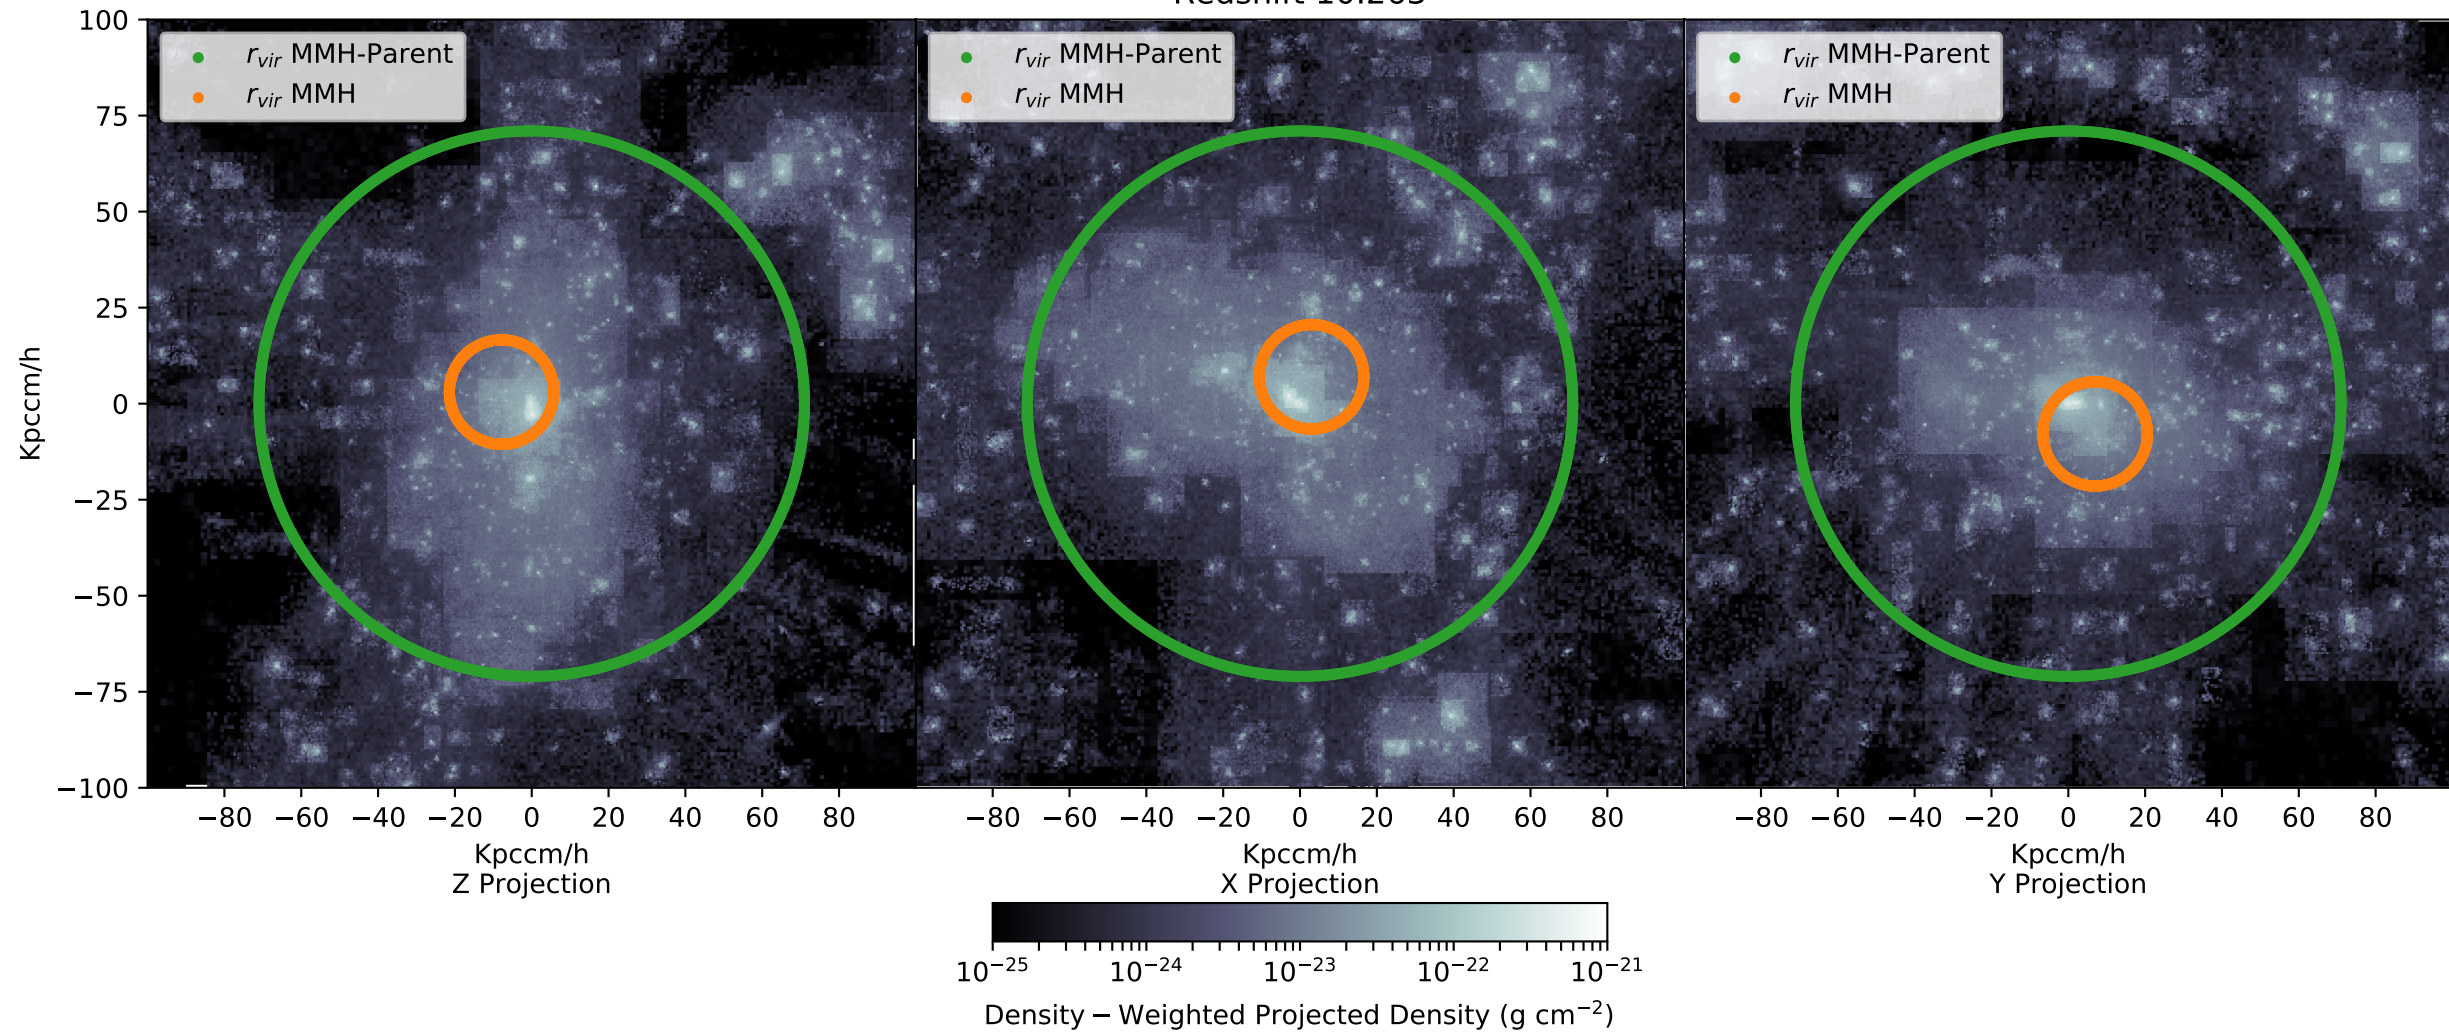 r_vir MMH-Parent
r_vir MMH
r_vir MMH-Parent
r_vir MMH
r_vir MMH-Parent
r_vir MMH
100
75
50
25
0
−25
−50
−75
−100
Kpccm/h
−80 −60 −40 −20 0 20 40 60 80
−80 −60 −40 −20 0 20 40 60 80
−80 −60 −40 −20 0 20 40 60 80
Kpccm/h
Z Projection
Kpccm/h
X Projection
Kpccm/h
Y Projection
10⁻²⁵ 10⁻²⁴ 10⁻²³ 10⁻²² 10⁻²¹
Density − Weighted Projected Density (g cm⁻²)